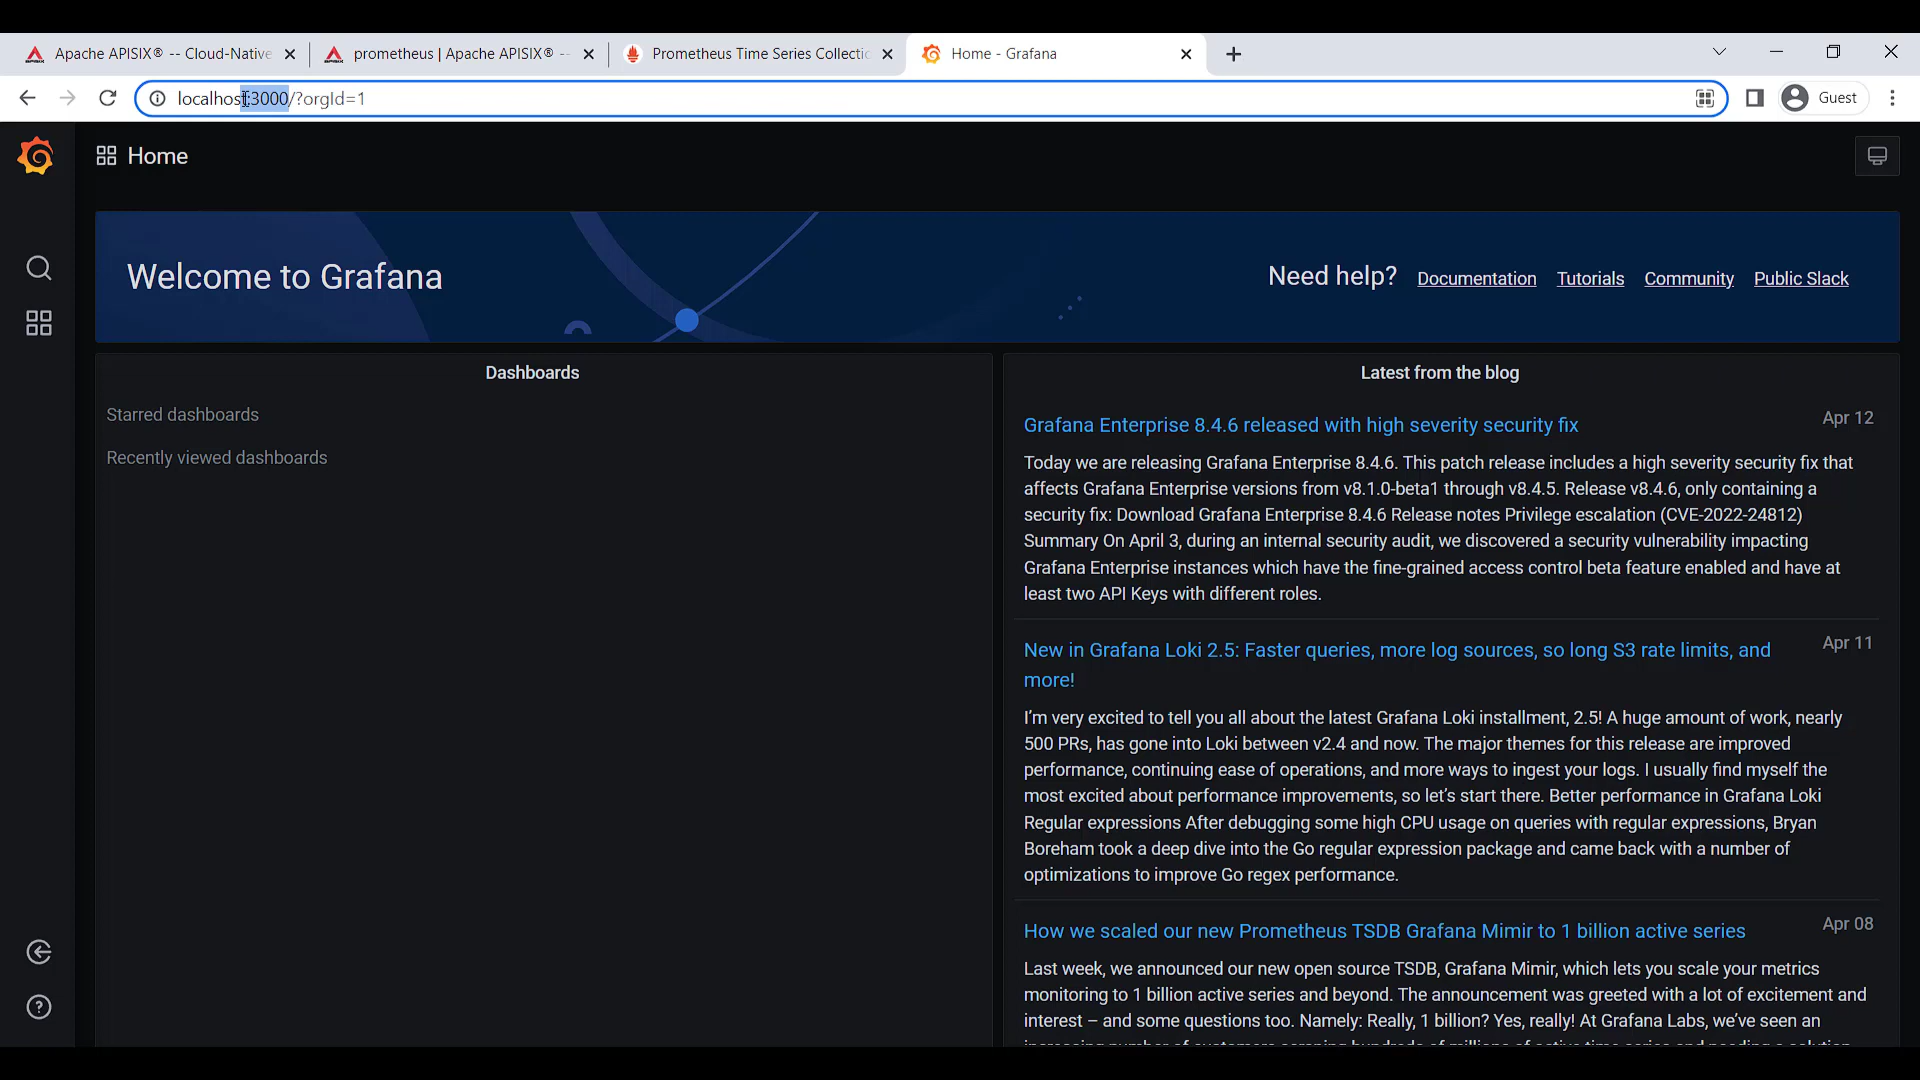 Apache APISIX® -- Cloud-Native
prometheus | Apache APISIX® --
Prometheus Time Series Collectio
Home - Grafana
localhost:3000/?orgId=1
Guest
Home
Welcome to Grafana
Need help? Documentation Tutorials Community Public Slack
Dashboards
Starred dashboards
Recently viewed dashboards
Latest from the blog
Grafana Enterprise 8.4.6 released with high severity security fix
Apr 12
Today we are releasing Grafana Enterprise 8.4.6. This patch release includes a high severity security fix that
affects Grafana Enterprise versions from v8.1.0-beta1 through v8.4.5. Release v8.4.6, only containing a
security fix: Download Grafana Enterprise 8.4.6 Release notes Privilege escalation (CVE-2022-24812)
Summary On April 3, during an internal security audit, we discovered a security vulnerability impacting
Grafana Enterprise instances which have the fine-grained access control beta feature enabled and have at
least two API Keys with different roles.
New in Grafana Loki 2.5: Faster queries, more log sources, so long S3 rate limits, and
more!
Apr 11
I'm very excited to tell you all about the latest Grafana Loki installment, 2.5! A huge amount of work, nearly
500 PRs, has gone into Loki between v2.4 and now. The major themes for this release are improved
performance, continuing ease of operations, and more ways to ingest your logs. I usually find myself the
most excited about performance improvements, so let's start there. Better performance in Grafana Loki
Regular expressions After debugging some high CPU usage on queries with regular expressions, Bryan
Boreham took a deep dive into the Go regular expression package and came back with a number of
optimizations to improve Go regex performance.
How we scaled our new Prometheus TSDB Grafana Mimir to 1 billion active series
Apr 08
Last week, we announced our new open source TSDB, Grafana Mimir, which lets you scale your metrics
monitoring to 1 billion active series and beyond. The announcement was greeted with a lot of excitement and
interest – and some questions too. Namely: Really, 1 billion? Yes, really! At Grafana Labs, we've seen an